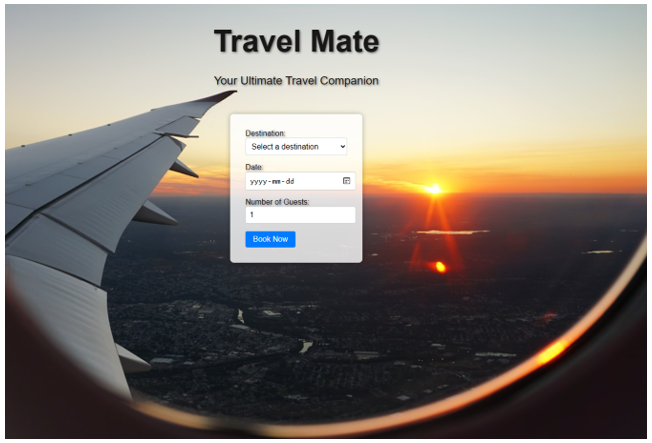 Travel Mate
Your Ultimate Travel Companion
Destination:
Select a destination
Date:
yyyy-mm-dd
Number of Guests:
1
Book Now